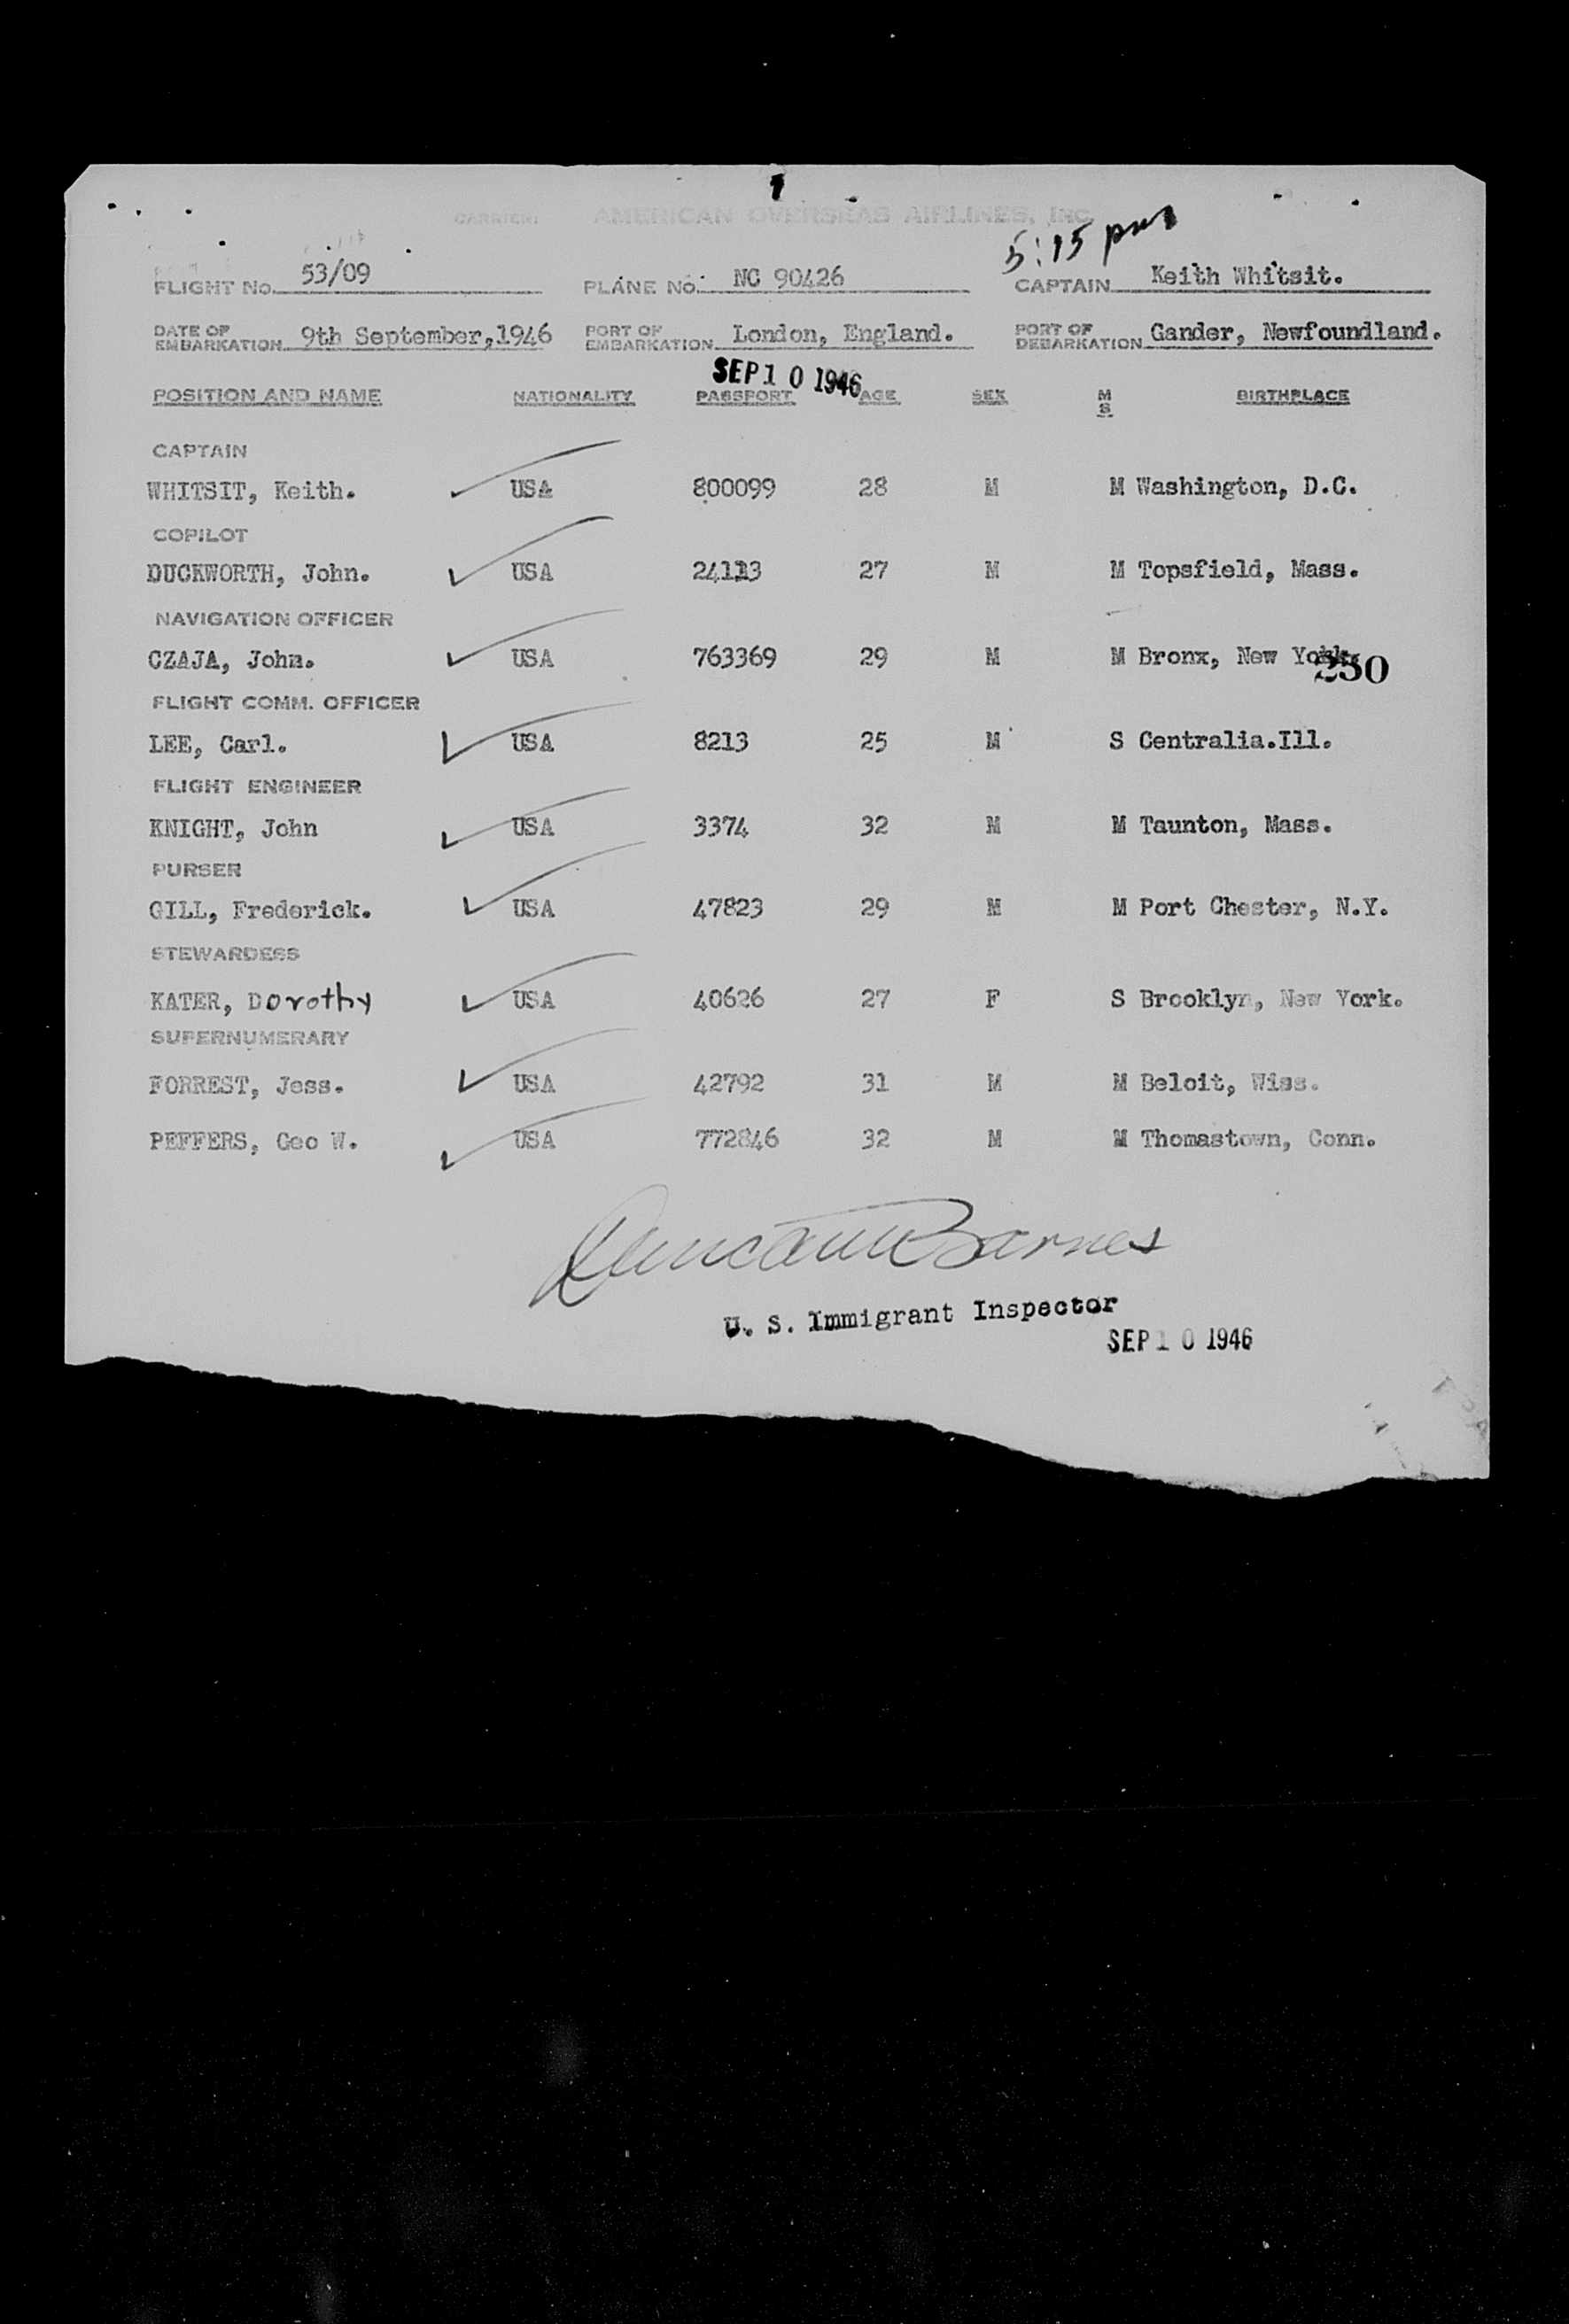 CARRIER: AMERICAN OVERSEAS AIRLINES, INC.
5:15 pm
FLIGHT No. 53/09 PLANE No. NC 90426 CAPTAIN Keith Whitsit.
DATE OF EMBARKATION 9th September,1946 PORT OF EMBARKATION London, England. PORT OF DEBARKATION Gander, Newfoundland.
SEP 10 1946
POSITION AND NAME NATIONALITY PASSPORT AGE SEX M S BIRTHPLACE
CAPTAIN
WHITSIT, Keith. USA 800099 28 M M Washington, D.C.
COPILOT
DUCKWORTH, John. USA 24113 27 M M Topsfield, Mass.
NAVIGATION OFFICER
CZAJA, John. USA 763369 29 M M Bronx, New York.
250
FLIGHT COMM. OFFICER
LEE, Carl. USA 8213 25 M S Centralia.Ill.
FLIGHT ENGINEER
KNIGHT, John USA 3374 32 M M Taunton, Mass.
PURSER
GILL, Frederick. USA 47823 29 M M Port Chester, N.Y.
STEWARDESS
KATER, Dorothy USA 40626 27 F S Brooklyn, New York.
SUPERNUMERARY
FORREST, Jess. USA 42792 31 M M Beloit, Wiss.
PEFFERS, Geo W. USA 772846 32 M M Thomastown, Conn.
Duncan Barnes
U. S. Immigrant Inspector
SEP 10 1946